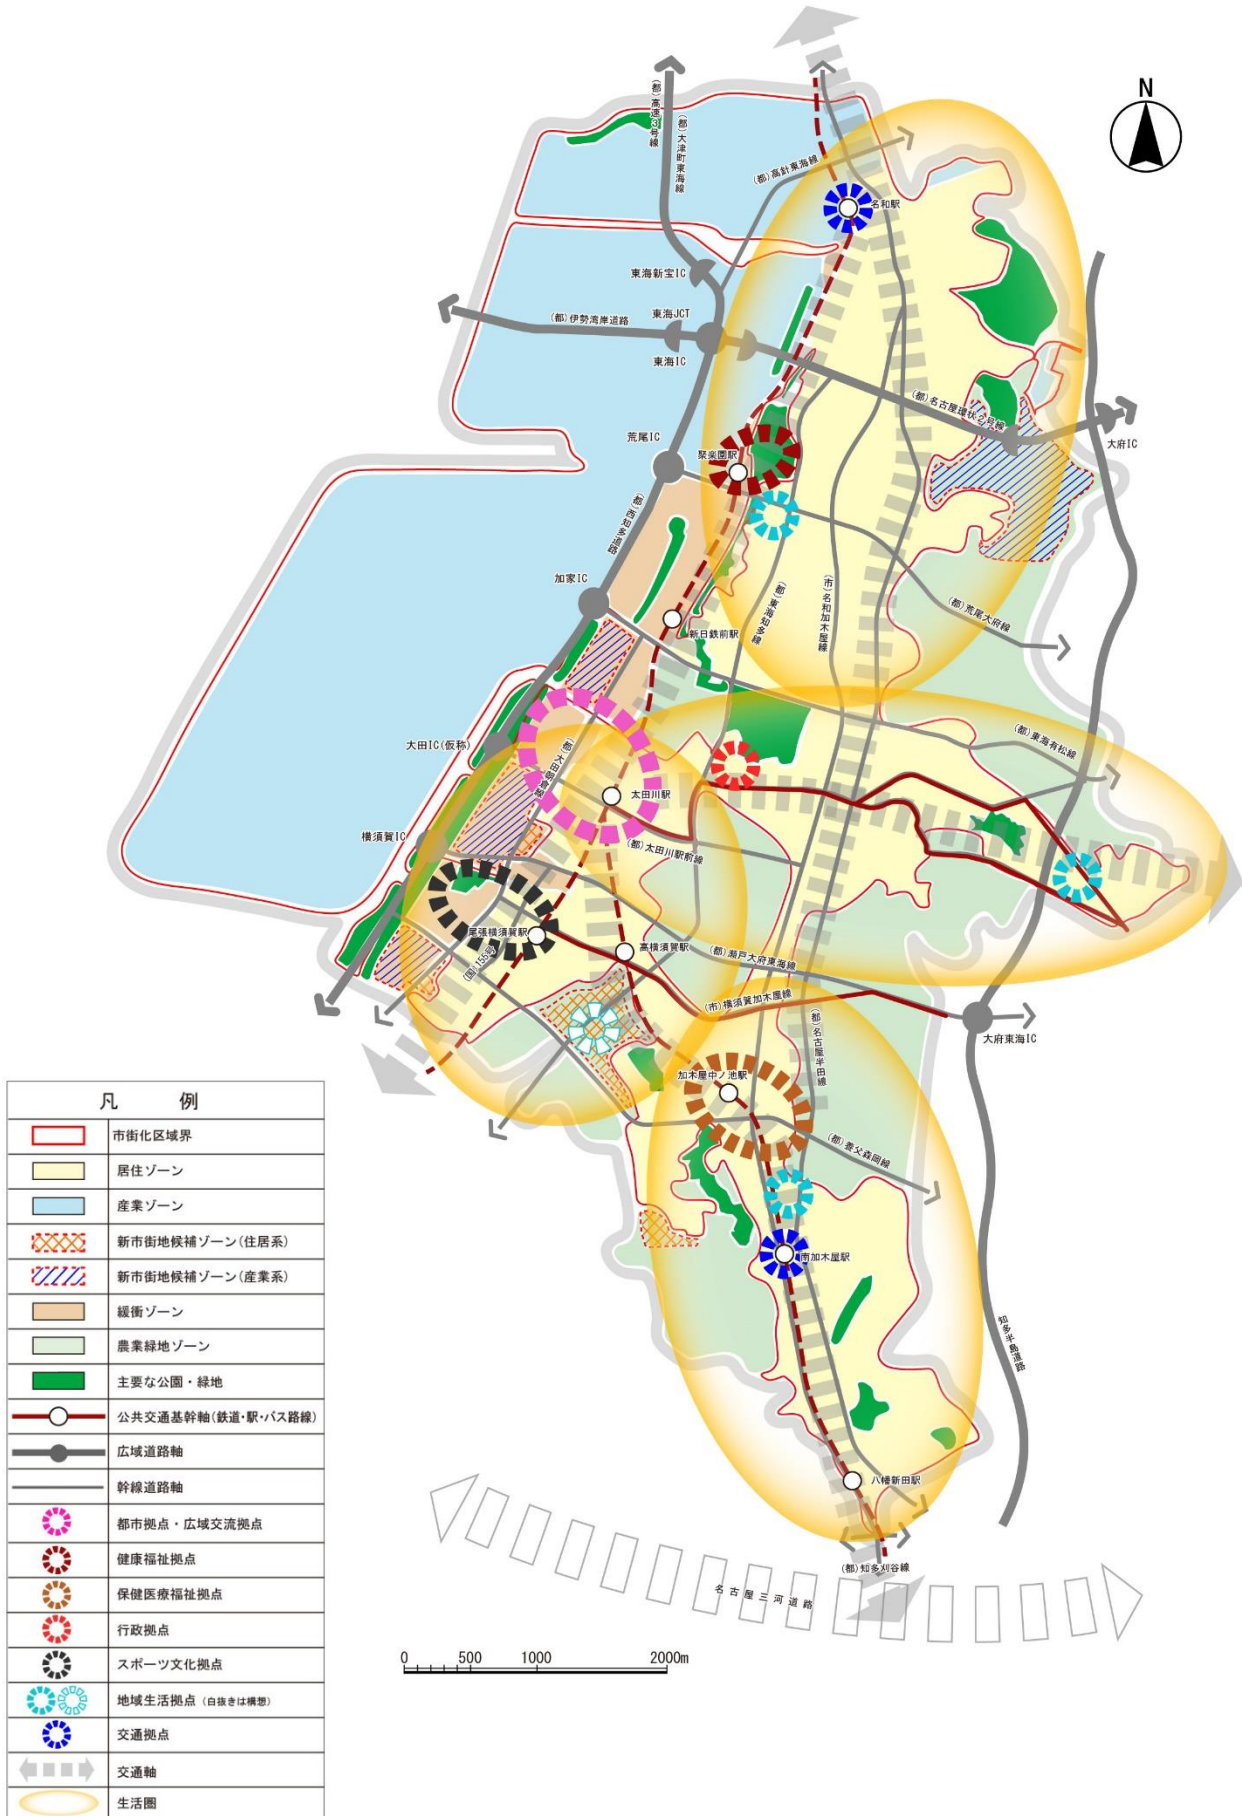 N
(都)高速3号線
(都)大津町東海線
(都)高針東海線
名和駅
東海新宝IC
東海JCT
(都)伊勢湾岸道路
東海IC
(都)名古屋環状2号線
大府IC
荒尾IC
聚楽園駅
(都)西知多道路
加家IC
新日鉄前駅
(都)東海知多線
(市)名和加木屋線
(都)荒尾大府線
大田IC(仮称)
(都)大田朝倉線
太田川駅
(都)東海有松線
横須賀IC
(都)太田川駅前線
尾張横須賀駅
高横須賀駅
(国)155号
(都)瀬戸大府東海線
(市)横須賀加木屋線
大府東海IC
(都)名古屋半田線
加木屋中ノ池駅
(都)養父森岡線
南加木屋駅
知多半島道路
八幡新田駅
(都)知多刈谷線
名古屋三河道路
0 500 1000 2000m
凡 例
市街化区域界
居住ゾーン
産業ゾーン
新市街地候補ゾーン(住居系)
新市街地候補ゾーン(産業系)
緩衝ゾーン
農業緑地ゾーン
主要な公園・緑地
公共交通基幹軸(鉄道・駅・バス路線)
広域道路軸
幹線道路軸
都市拠点・広域交流拠点
健康福祉拠点
保健医療福祉拠点
行政拠点
スポーツ文化拠点
地域生活拠点(白抜きは構想)
交通拠点
交通軸
生活圏